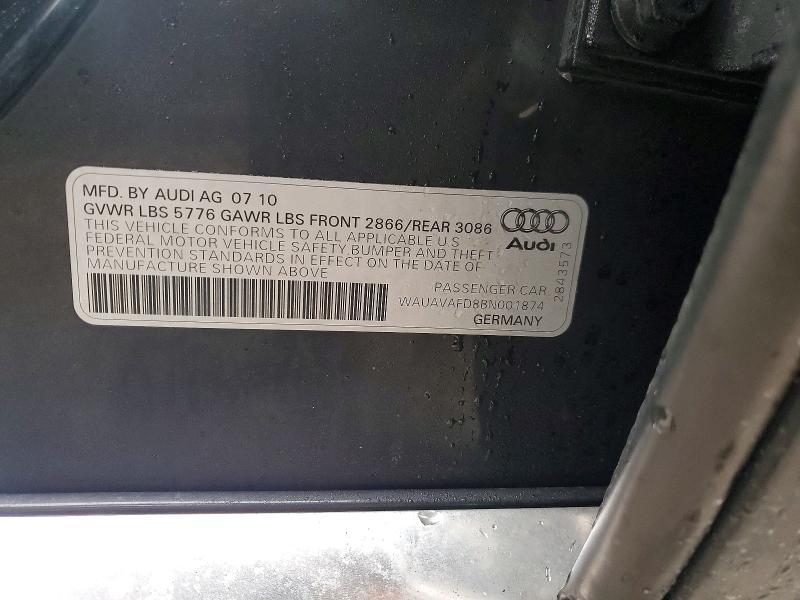 MFD. BY AUDI AG 07 10
GVWR LBS 5776 GAWR LBS FRONT 2866/REAR 3086
THIS VEHICLE CONFORMS TO ALL APPLICABLE U S
FEDERAL MOTOR VEHICLE SAFETY, BUMPER AND THEFT
PREVENTION STANDARDS IN EFFECT ON THE DATE OF
MANUFACTURE SHOWN ABOVE
Audi
2843573
PASSENGER CAR
WAUAVAFD8BN001874
GERMANY